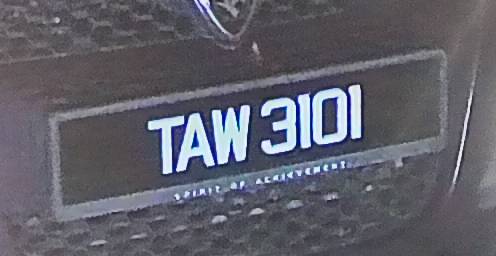 TAW 3101
SPIRIT OF ACHIEVEMENT